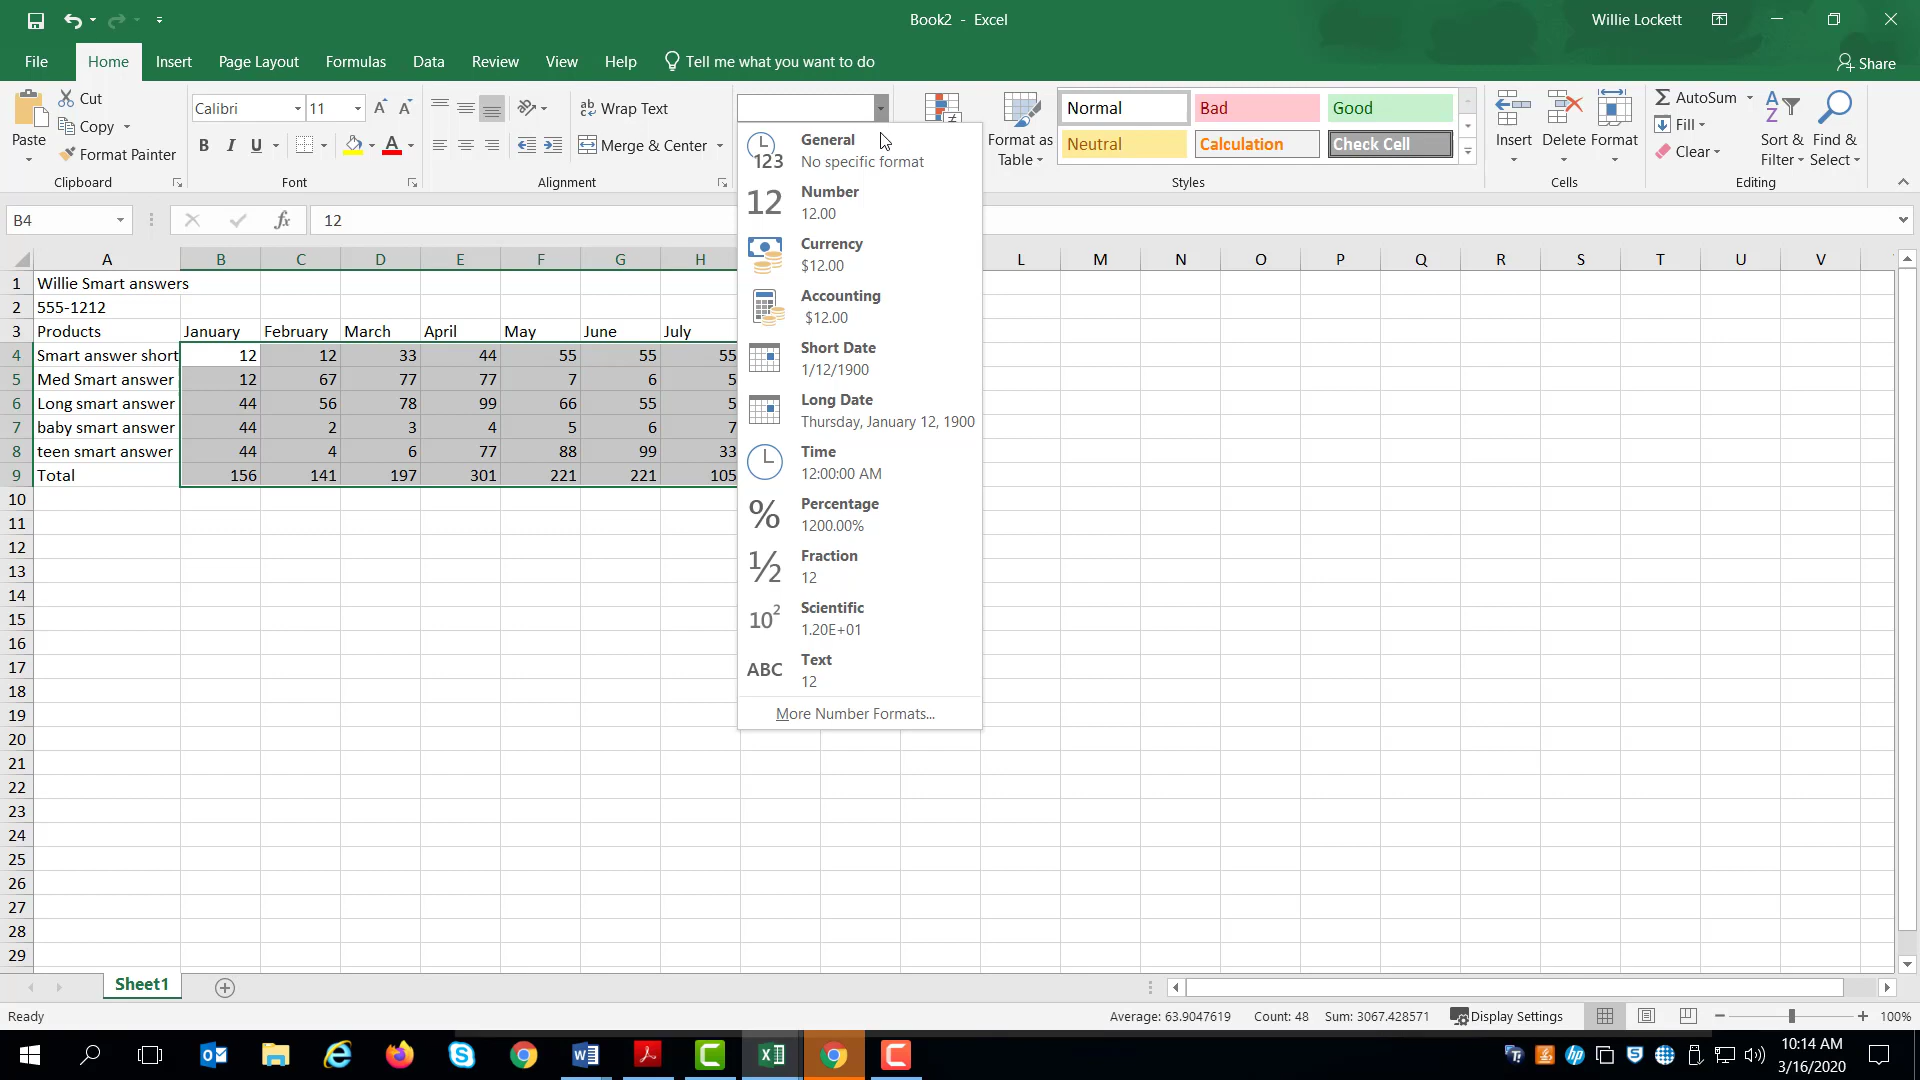 Book2 - Excel
Willie Lockett
File Home Insert Page Layout Formulas Data Review View Help Tell me what you want to do Share
Paste
Cut
Copy
Format Painter
Clipboard
Calibri 11
B I U
Font
Wrap Text
Merge & Center
Alignment
Format as
Table
Normal Bad Good
Neutral Calculation Check Cell
Styles
Insert Delete Format
Cells
AutoSum
Fill
Clear
Sort &
Filter
Find &
Select
Editing
B4 fx 12
General
No specific format
Number
12.00
Currency
$12.00
Accounting
$12.00
Short Date
1/12/1900
Long Date
Thursday, January 12, 1900
Time
12:00:00 AM
Percentage
1200.00%
Fraction
12
Scientific
1.20E+01
Text
12
More Number Formats...
123
12
%
½
10²
ABC
A B C D E F G H L M N O P Q R S T U V
1 Willie Smart answers
2 555-1212
3 Products January February March April May June July
4 Smart answer short 12 12 33 44 55 55 55
5 Med Smart answer 12 67 77 77 7 6 5
6 Long smart answer 44 56 78 99 66 55 5
7 baby smart answer 44 2 3 4 5 6 7
8 teen smart answer 44 4 6 77 88 99 33
9 Total 156 141 197 301 221 221 105
10
11
12
13
14
15
16
17
18
19
20
21
22
23
24
25
26
27
28
29
Sheet1
Ready Average: 63.9047619 Count: 48 Sum: 3067.428571 Display Settings 100%
10:14 AM
3/16/2020